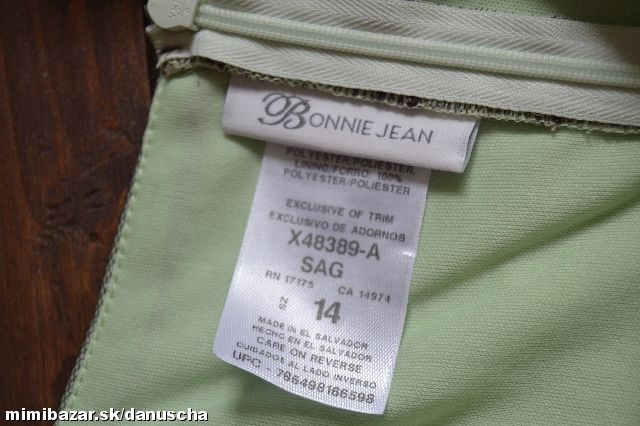 BONNIE JEAN
POLYESTER/POLIESTER,
LINING/FORRO: 100%
POLYESTER/POLIESTER
EXCLUSIVE OF TRIM
EXCLUSIVO DE ADORNOS
X48389-A
SAG
RN 17175 CA 14974
SZ 14
MADE IN EL SALVADOR
HECHO EN EL SALVADOR
CARE ON REVERSE
CUIDADOS AL LADO INVERSO
UPC - 796498166598
mimibazar.sk/danuscha